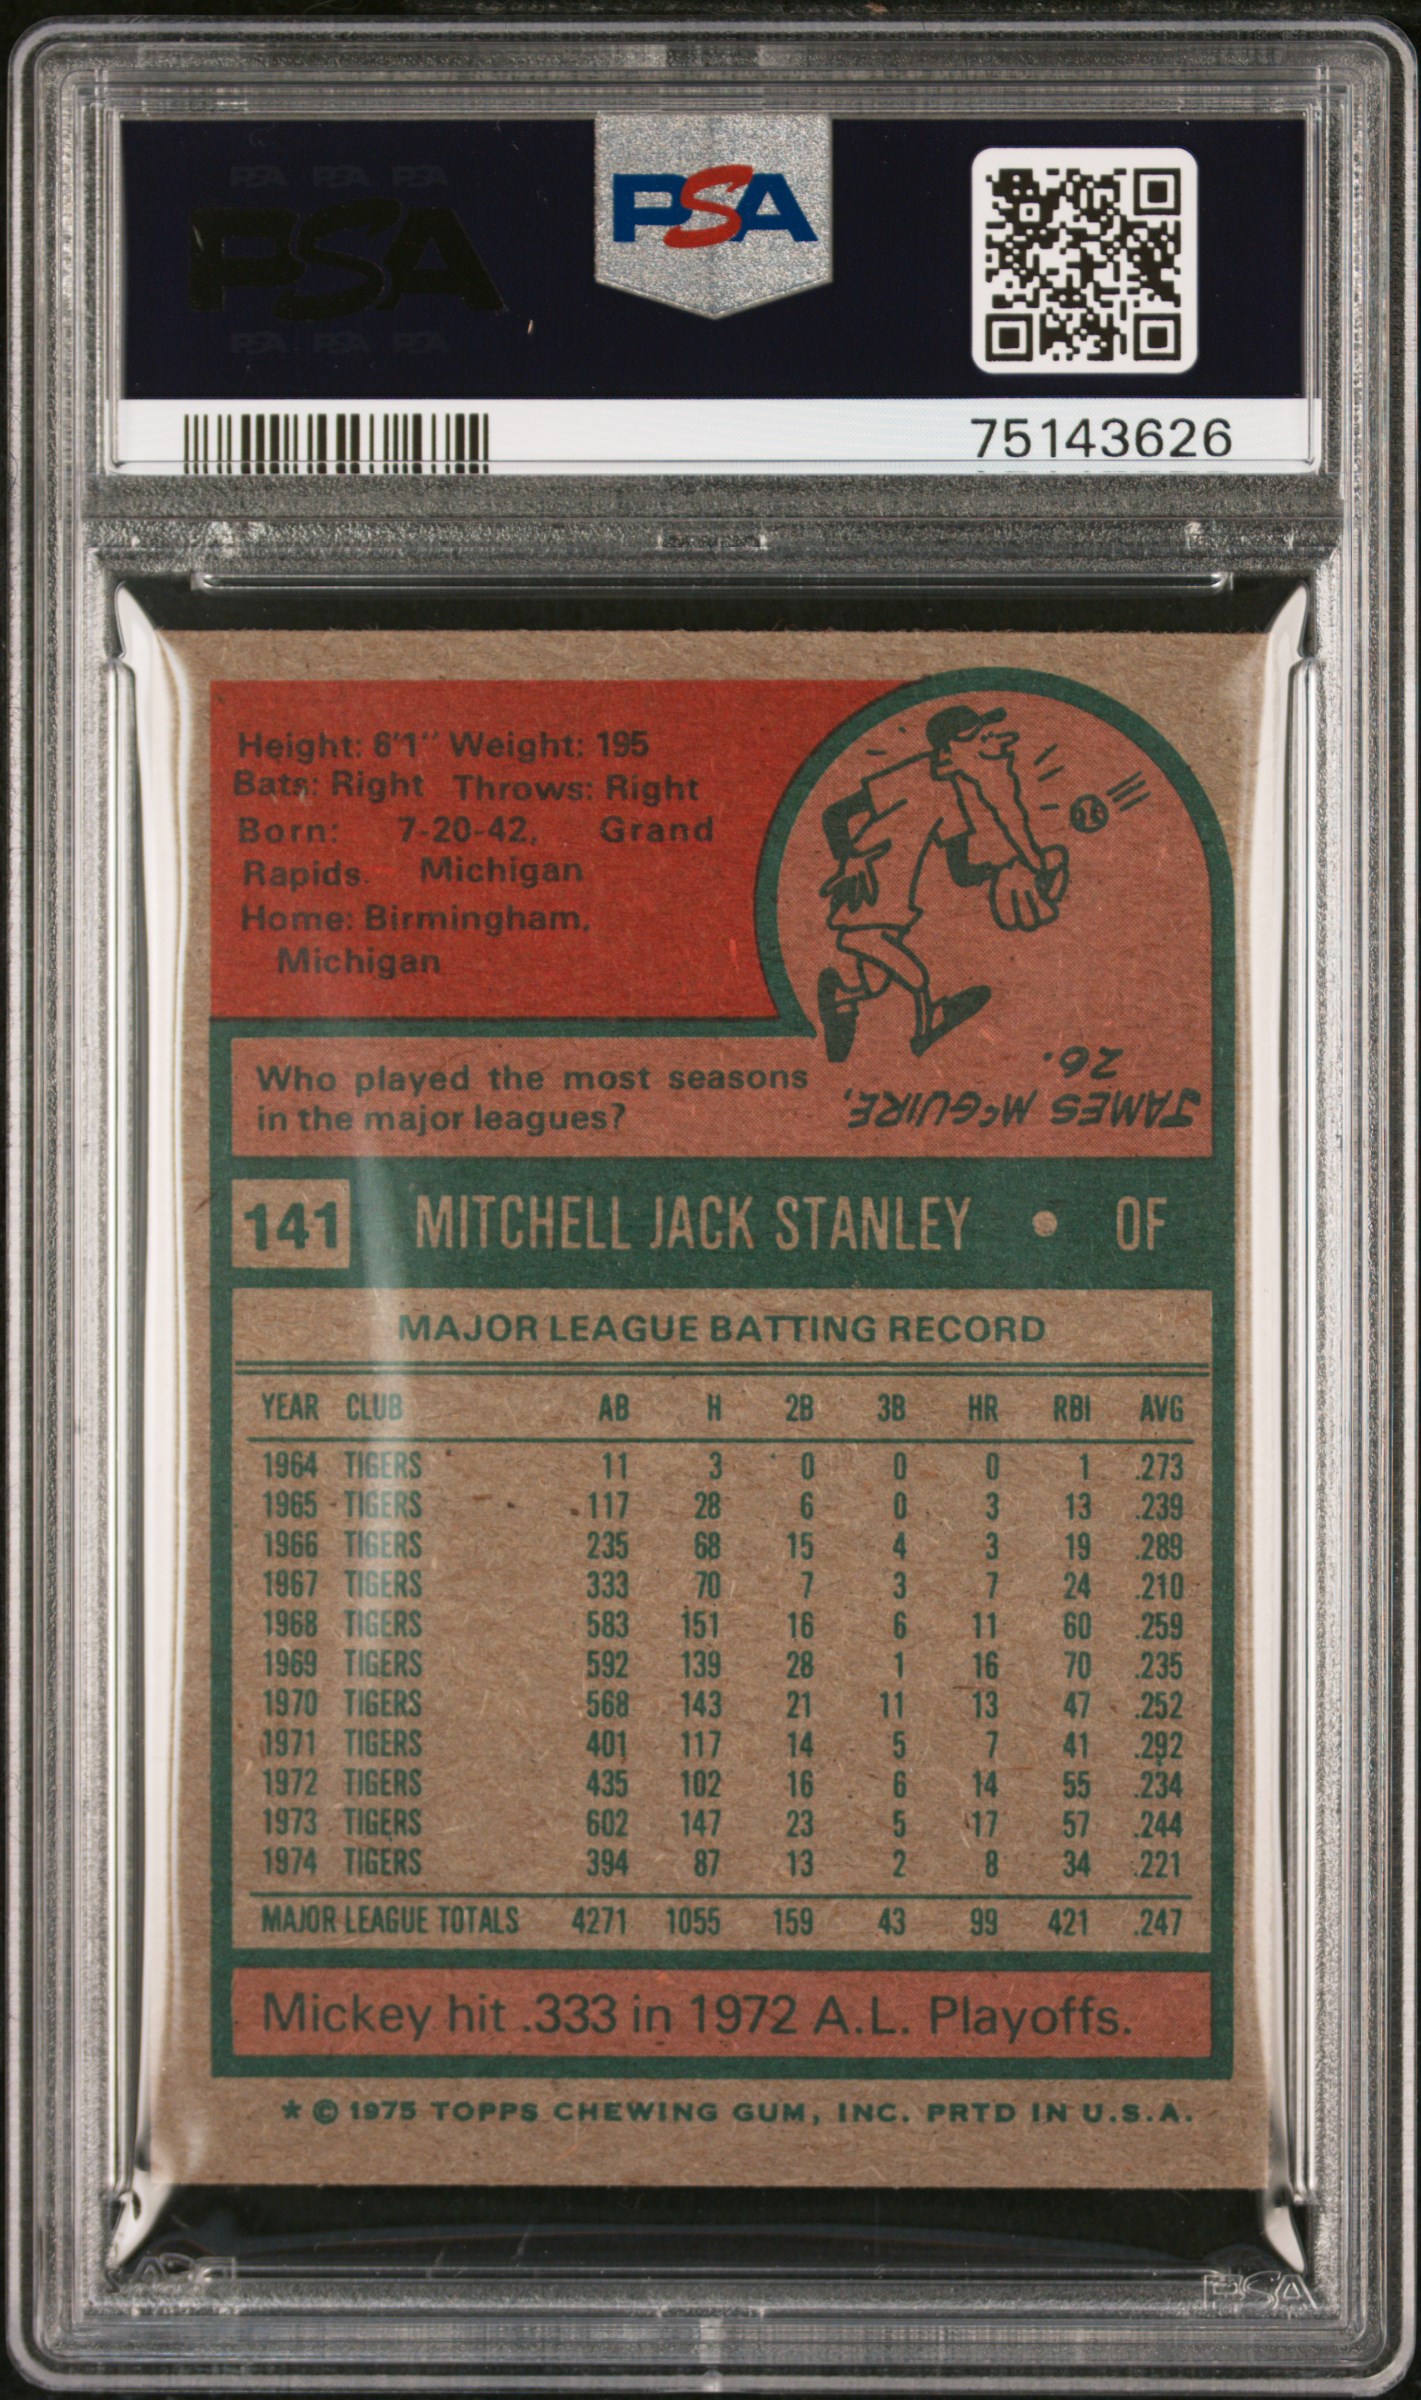 PSA PSA PSA
PSA
PSA PSA PSA
PSA
75143626
Height: 6'1" Weight: 195
Bats: Right Throws: Right
Born: 7-20-42, Grand
Rapids. Michigan
Home: Birmingham,
Michigan
Who played the most seasons
in the major leagues?
JAMES McGUIRE,
26.
141 MITCHELL JACK STANLEY • OF
MAJOR LEAGUE BATTING RECORD
YEAR CLUB AB H 2B 3B HR RBI AVG
1964 TIGERS 11 3 0 0 0 1 .273
1965 TIGERS 117 28 6 0 3 13 .239
1966 TIGERS 235 68 15 4 3 19 .289
1967 TIGERS 333 70 7 3 7 24 .210
1968 TIGERS 583 151 16 6 11 60 .259
1969 TIGERS 592 139 28 1 16 70 .235
1970 TIGERS 568 143 21 11 13 47 .252
1971 TIGERS 401 117 14 5 7 41 .292
1972 TIGERS 435 102 16 6 14 55 .234
1973 TIGERS 602 147 23 5 17 57 .244
1974 TIGERS 394 87 13 2 8 34 .221
MAJOR LEAGUE TOTALS 4271 1055 159 43 99 421 .247
Mickey hit .333 in 1972 A.L. Playoffs.
* © 1975 TOPPS CHEWING GUM, INC. PRTD IN U.S.A.
PSA